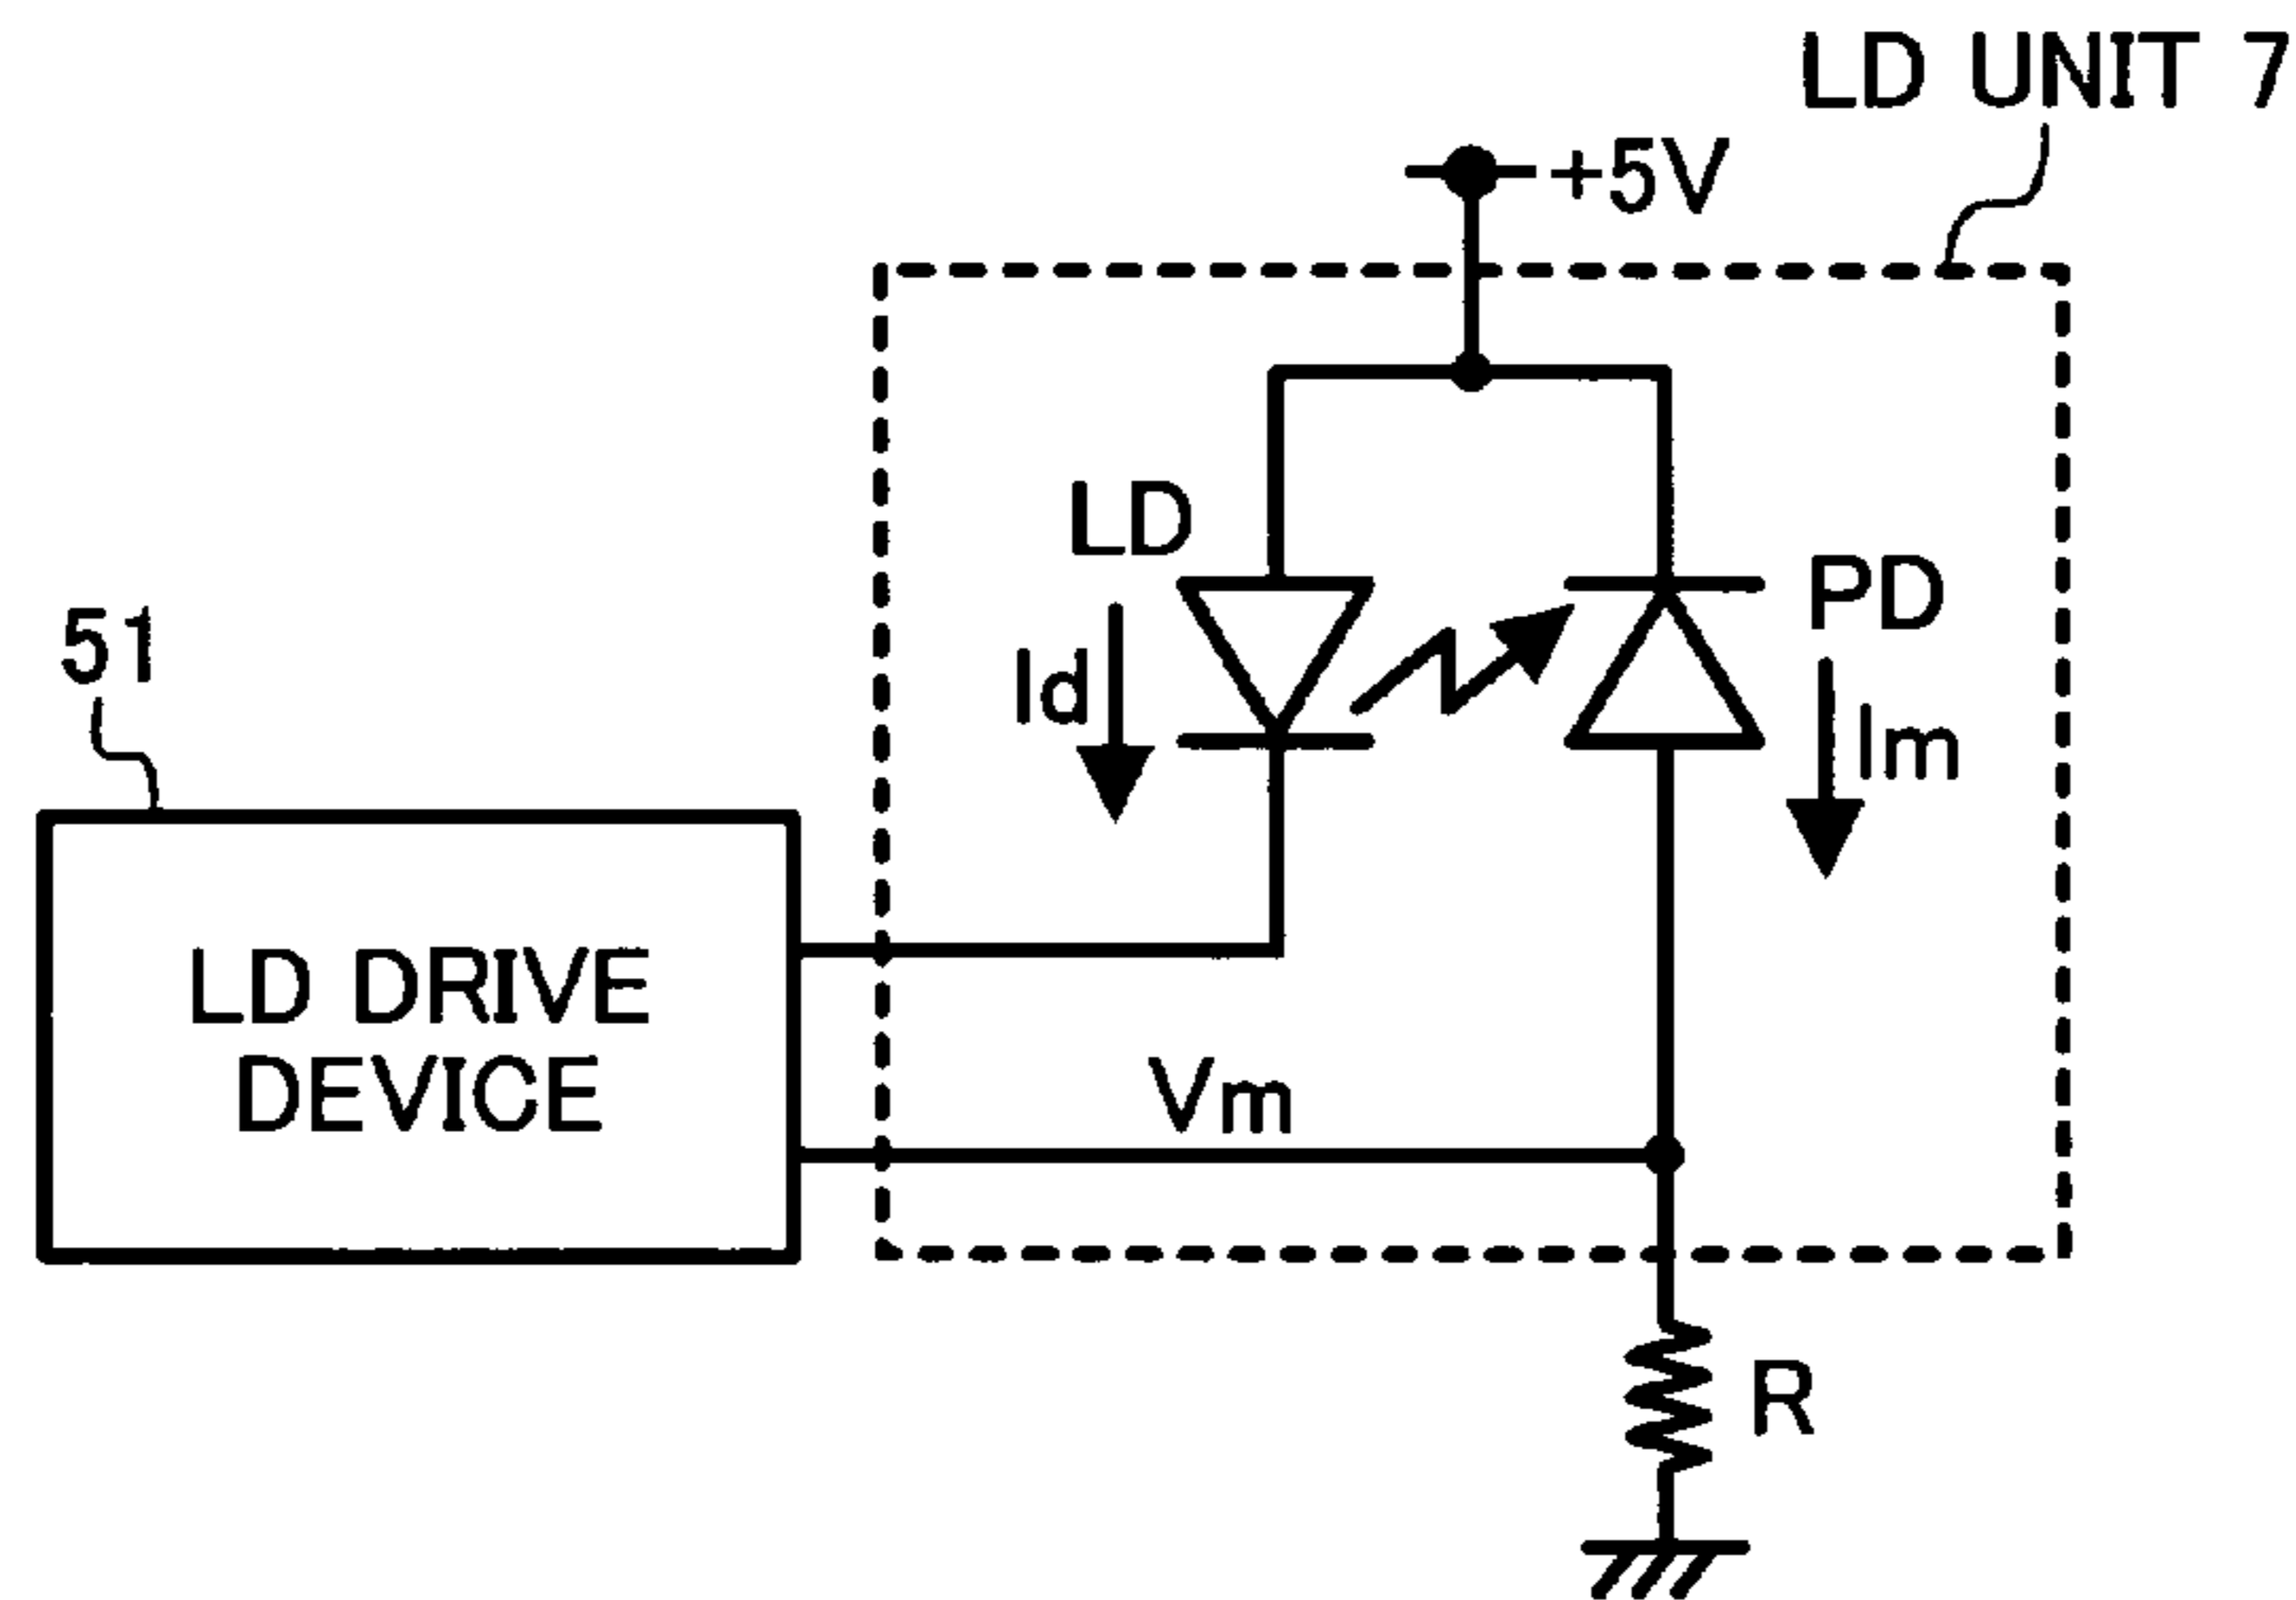 LD UNIT 7
+5V
LD
PD
51
Id
Im
LD DRIVE
DEVICE
Vm
R